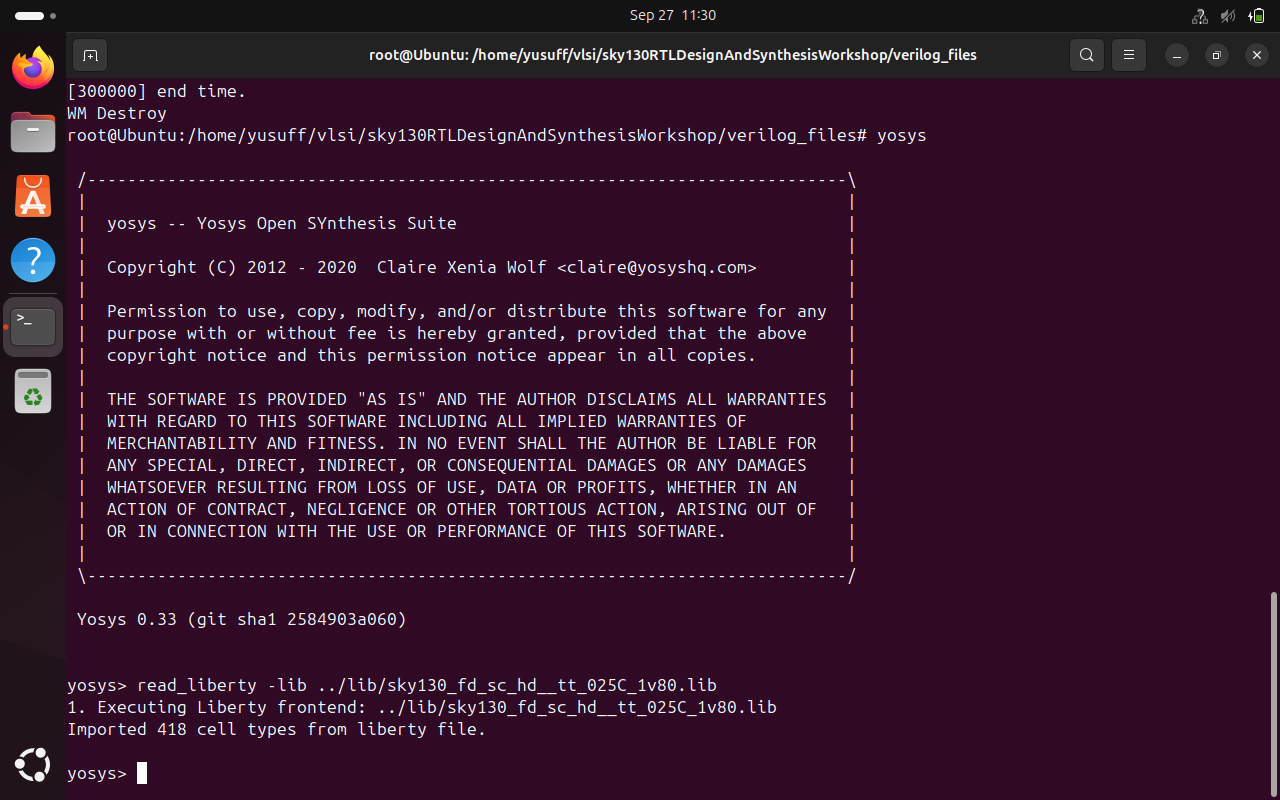 Sep 27 11:30
root@Ubuntu: /home/yusuff/vlsi/sky130RTLDesignAndSynthesisWorkshop/verilog_files
[300000] end time.
WM Destroy
root@Ubuntu:/home/yusuff/vlsi/sky130RTLDesignAndSynthesisWorkshop/verilog_files# yosys
/----------------------------------------------------------------------------\
|                                                                            |
|  yosys -- Yosys Open SYnthesis Suite                                       |
|                                                                            |
|  Copyright (C) 2012 - 2020  Claire Xenia Wolf <claire@yosyshq.com>         |
|                                                                            |
|  Permission to use, copy, modify, and/or distribute this software for any  |
|  purpose with or without fee is hereby granted, provided that the above    |
|  copyright notice and this permission notice appear in all copies.         |
|                                                                            |
|  THE SOFTWARE IS PROVIDED "AS IS" AND THE AUTHOR DISCLAIMS ALL WARRANTIES  |
|  WITH REGARD TO THIS SOFTWARE INCLUDING ALL IMPLIED WARRANTIES OF          |
|  MERCHANTABILITY AND FITNESS. IN NO EVENT SHALL THE AUTHOR BE LIABLE FOR   |
|  ANY SPECIAL, DIRECT, INDIRECT, OR CONSEQUENTIAL DAMAGES OR ANY DAMAGES    |
|  WHATSOEVER RESULTING FROM LOSS OF USE, DATA OR PROFITS, WHETHER IN AN     |
|  ACTION OF CONTRACT, NEGLIGENCE OR OTHER TORTIOUS ACTION, ARISING OUT OF   |
|  OR IN CONNECTION WITH THE USE OR PERFORMANCE OF THIS SOFTWARE.            |
|                                                                            |
\----------------------------------------------------------------------------/
Yosys 0.33 (git sha1 2584903a060)
yosys> read_liberty -lib ../lib/sky130_fd_sc_hd__tt_025C_1v80.lib
1. Executing Liberty frontend: ../lib/sky130_fd_sc_hd__tt_025C_1v80.lib
Imported 418 cell types from liberty file.
yosys>